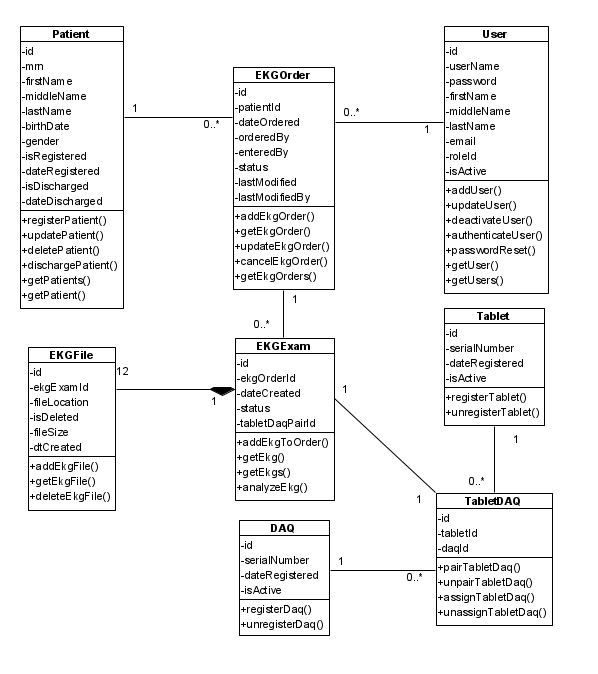 Patient
-id
-mrn
-firstName
-middleName
-lastName
-birthDate
-gender
-isRegistered
-dateRegistered
-isDischarged
-dateDischarged
+registerPatient()
+updatePatient()
+deletePatient()
+dischargePatient()
+getPatients()
+getPatient()
1
0..*
EKGOrder
-id
-patientId
-dateOrdered
-orderedBy
-enteredBy
-status
-lastModified
-lastModifiedBy
+addEkgOrder()
+getEkgOrder()
+updateEkgOrder()
+cancelEkgOrder()
+getEkgOrders()
0..*
1
User
-id
-userName
-password
-firstName
-middleName
-lastName
-email
-roleId
-isActive
+addUser()
+updateUser()
+deactivateUser()
+authenticateUser()
+passwordReset()
+getUser()
+getUsers()
1
0..*
EKGFile
-id
-ekgExamId
-fileLocation
-isDeleted
-fileSize
-dtCreated
+addEkgFile()
+getEkgFile()
+deleteEkgFile()
12
1
EKGExam
-id
-ekgOrderId
-dateCreated
-status
-tabletDaqPairId
+addEkgToOrder()
+getEkg()
+getEkgs()
+analyzeEkg()
1
1
Tablet
-id
-serialNumber
-dateRegistered
-isActive
+registerTablet()
+unregisterTablet()
1
0..*
DAQ
-id
-serialNumber
-dateRegistered
-isActive
+registerDaq()
+unregisterDaq()
1
0..*
TabletDAQ
-id
-tabletId
-daqId
+pairTabletDaq()
+unpairTabletDaq()
+assignTabletDaq()
+unassignTabletDaq()